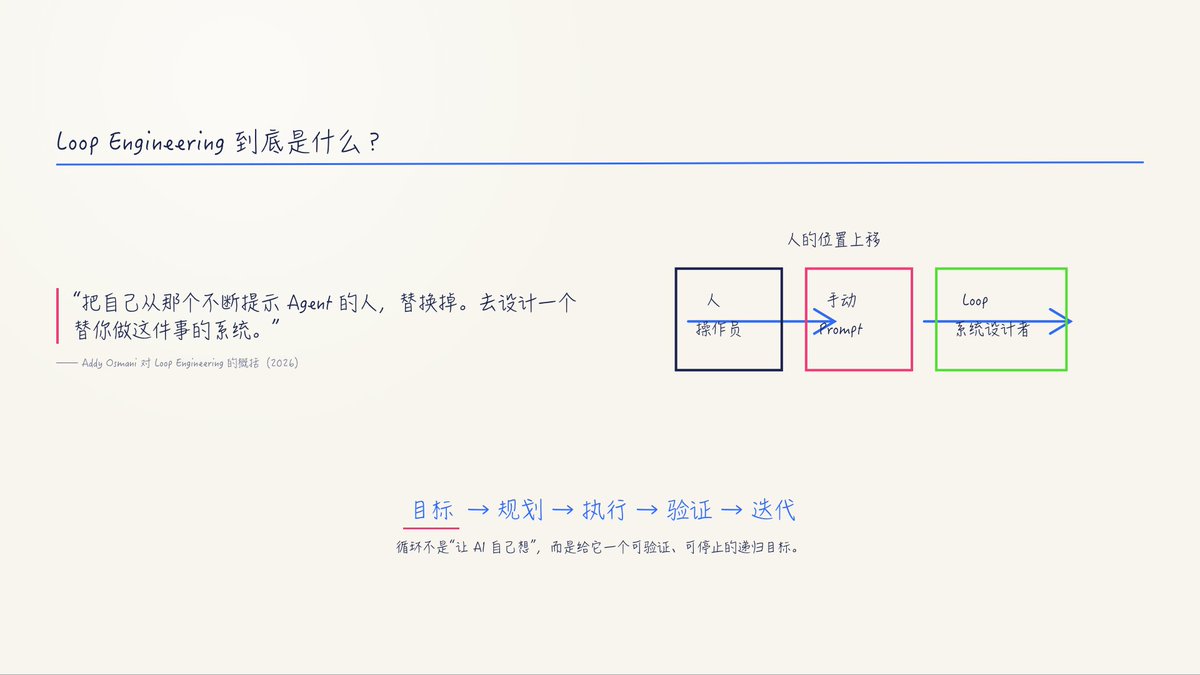 Loop Engineering 到底是什么?
“把自己从那个不断提示 Agent 的人,替换掉。去设计一个
替你做这件事的系统。”
—— Addy Osmani 对 Loop Engineering 的概括(2026)
人的位置上移
人
操作员
手动
Prompt
Loop
系统设计者
目标 → 规划 → 执行 → 验证 → 迭代
循环不是“让 AI 自己想”,而是给它一个可验证、可停止的递归目标。